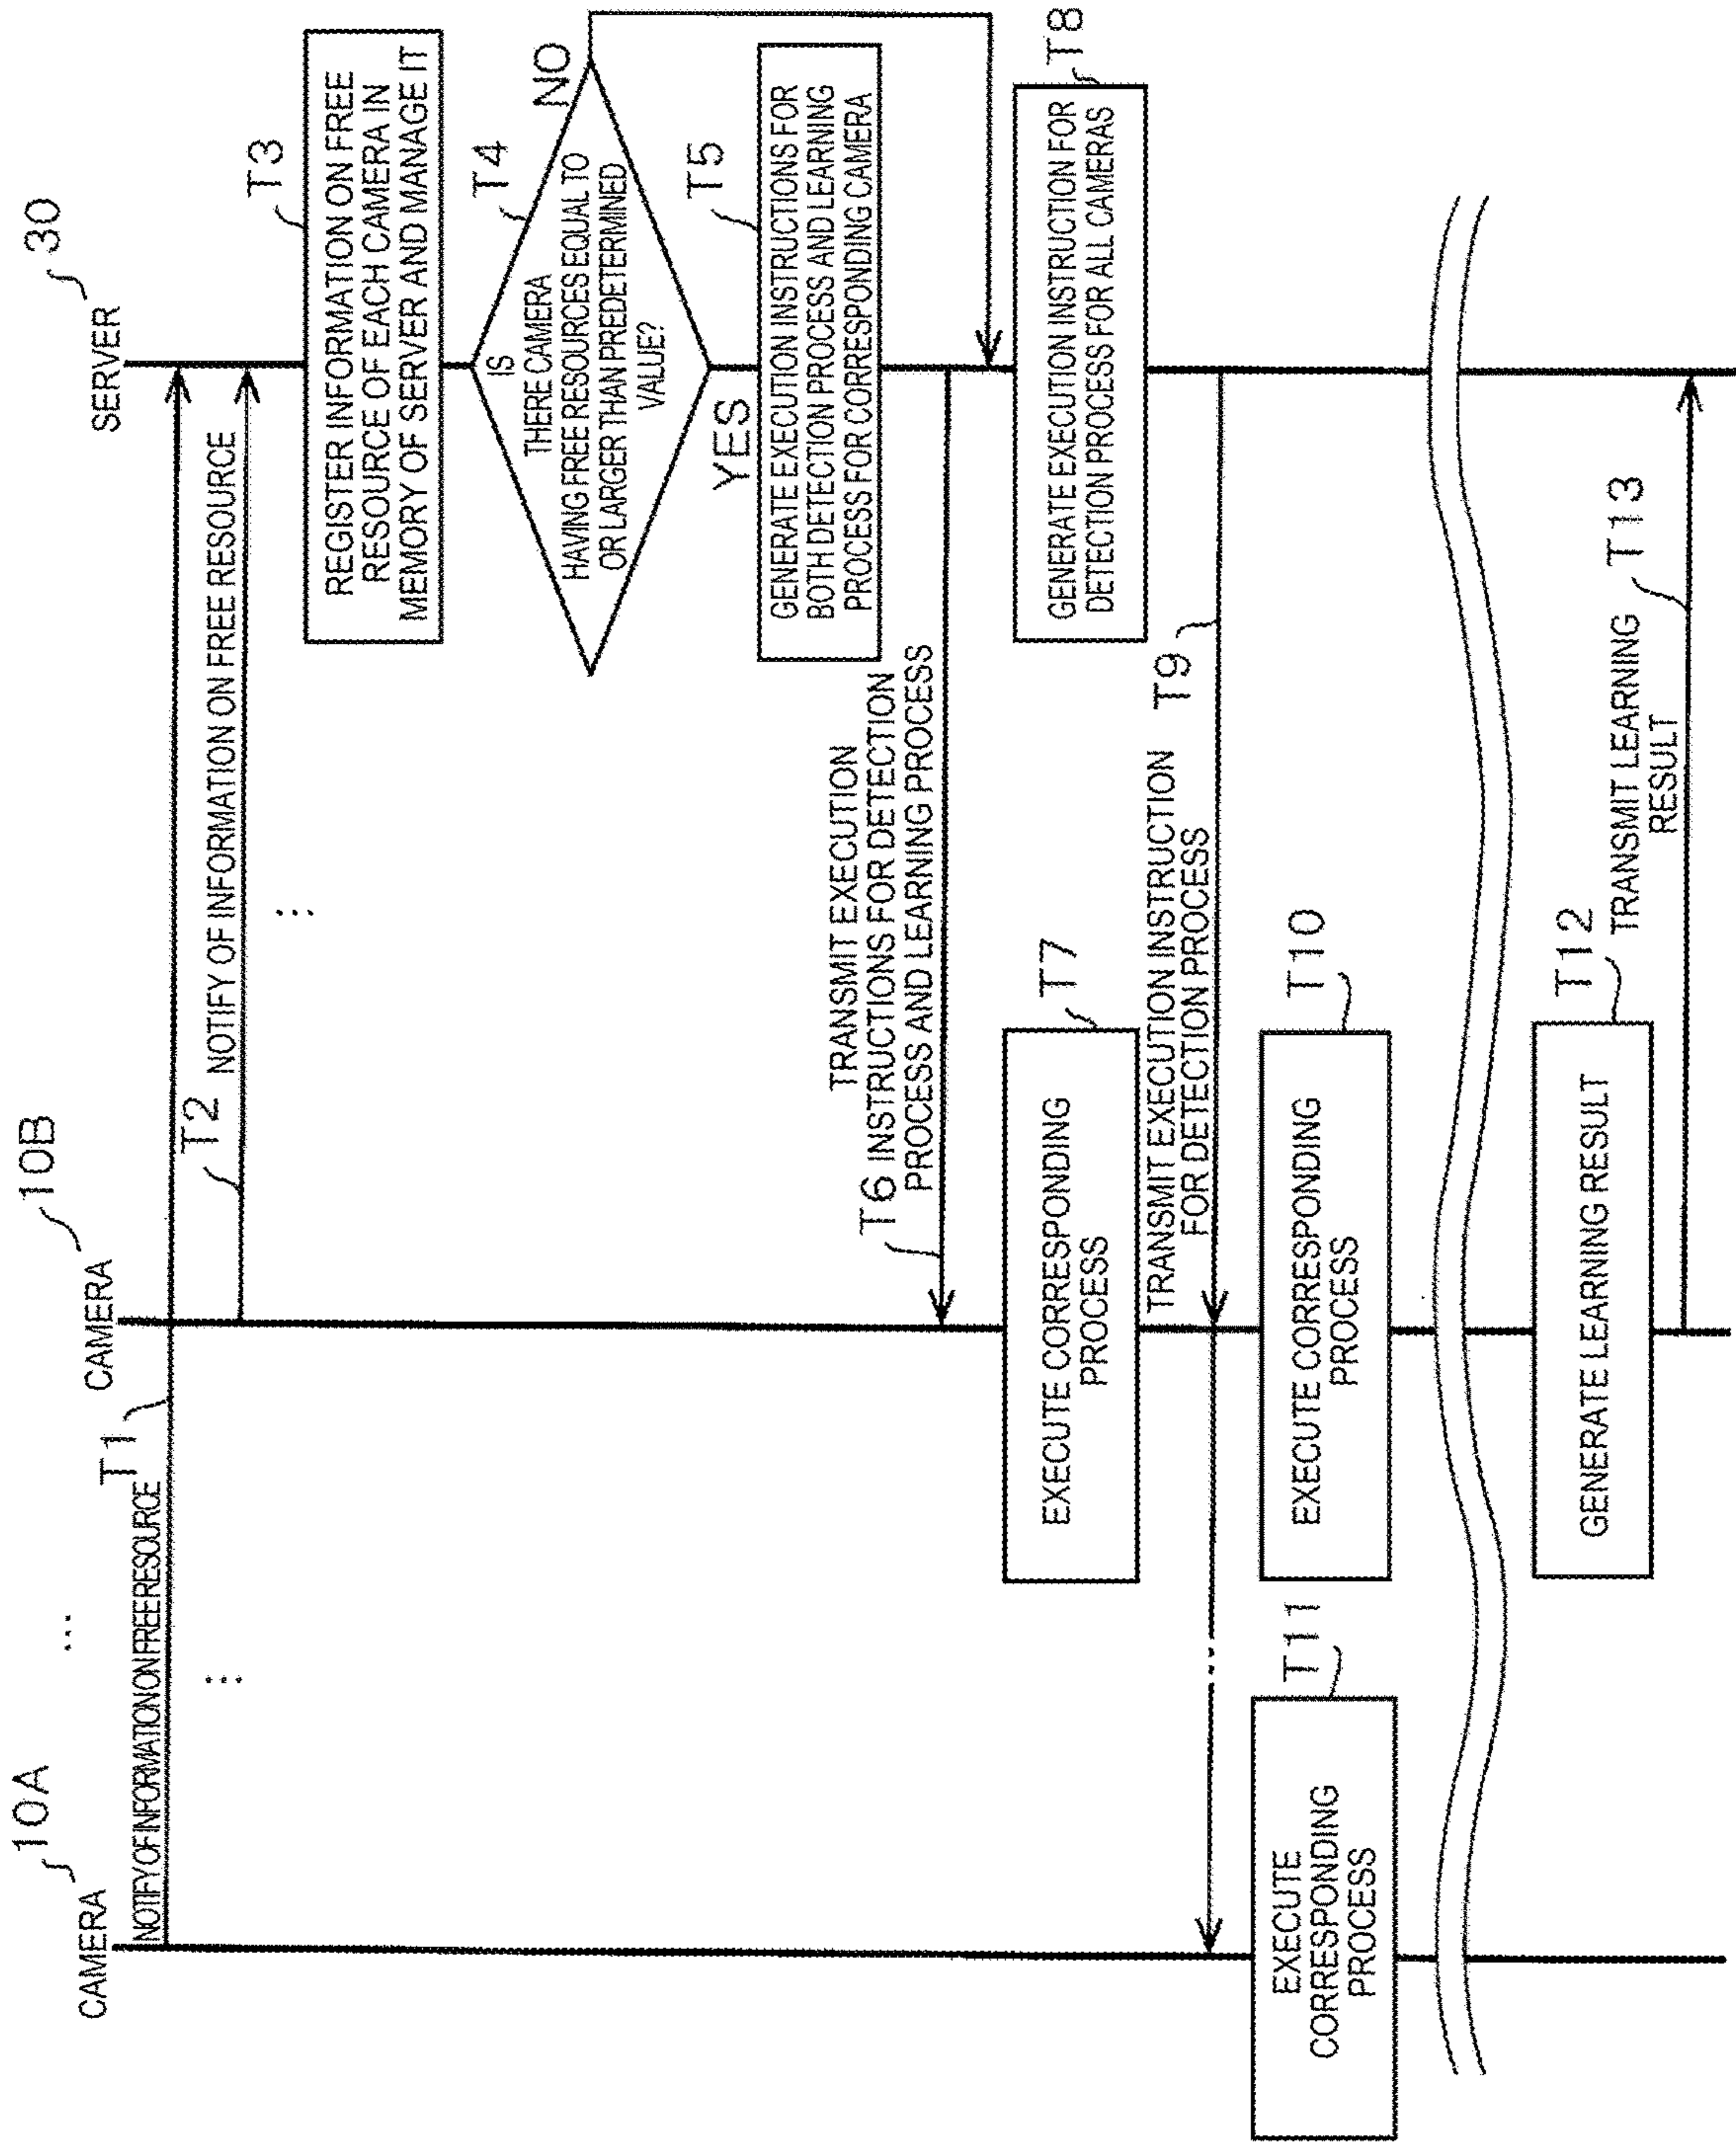 CAMERA
10A
...
CAMERA
10B
SERVER
30
NOTIFY OF INFORMATION ON FREE RESOURCE
T1
T2
NOTIFY OF INFORMATION ON FREE RESOURCE
...
...
REGISTER INFORMATION ON FREE
RESOURCE OF EACH CAMERA IN
MEMORY OF SERVER AND MANAGE IT
T3
IS
THERE CAMERA
HAVING FREE RESOURCES EQUAL TO
OR LARGER THAN PREDETERMINED
VALUE?
T4
NO
YES
GENERATE EXECUTION INSTRUCTIONS FOR
BOTH DETECTION PROCESS AND LEARNING
PROCESS FOR CORRESPONDING CAMERA
T5
TRANSMIT EXECUTION
T6 INSTRUCTIONS FOR DETECTION
PROCESS AND LEARNING PROCESS
EXECUTE CORRESPONDING
PROCESS
T7
GENERATE EXECUTION INSTRUCTION FOR
DETECTION PROCESS FOR ALL CAMERAS
T8
TRANSMIT EXECUTION INSTRUCTION
FOR DETECTION PROCESS
T9
EXECUTE CORRESPONDING
PROCESS
T10
EXECUTE
CORRESPONDING
PROCESS
T11
GENERATE LEARNING RESULT
T12
TRANSMIT LEARNING
RESULT
T13